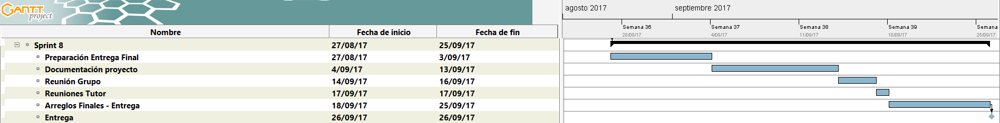 GANTT
project
agosto 2017 septiembre 2017
Semana 36 Semana 37 Semana 38 Semana 39 Semana
28/08/17 4/09/17 11/09/17 18/09/17 25/09/17
Nombre Fecha de inicio Fecha de fin
Sprint 8 27/08/17 25/09/17
Preparación Entrega Final 27/08/17 3/09/17
Documentación proyecto 4/09/17 13/09/17
Reunión Grupo 14/09/17 16/09/17
Reuniones Tutor 17/09/17 17/09/17
Arreglos Finales - Entrega 18/09/17 25/09/17
Entrega 26/09/17 26/09/17